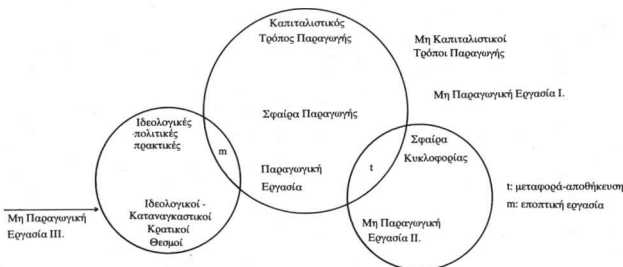 Καπιταλιστικός
Τρόπος Παραγωγής
Μη Καπιταλιστικοί
Τρόποι Παραγωγής
Μη Παραγωγική Εργασία Ι.
Σφαίρα Παραγωγής
Ιδεολογικές
πολιτικές
πρακτικές
m
Σφαίρα
Κυκλοφορίας
Παραγωγική
Εργασία
t
t: μεταφορά-αποθήκευση
m: εποπτική εργασία
Ιδεολογικοί -
Καταναγκαστικοί
Κρατικοί
Θεσμοί
Μη Παραγωγική
Εργασία ΙΙΙ.
Μη Παραγωγική
Εργασία ΙΙ.